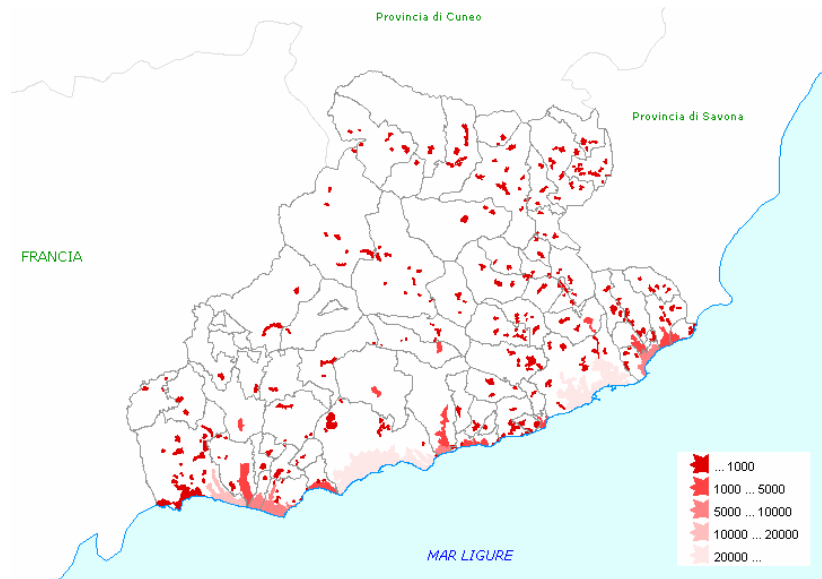 Provincia di Cuneo
Provincia di Savona
FRANCIA
... 1000
1000 ... 5000
5000 ... 10000
10000 ... 20000
20000 ...
MAR LIGURE